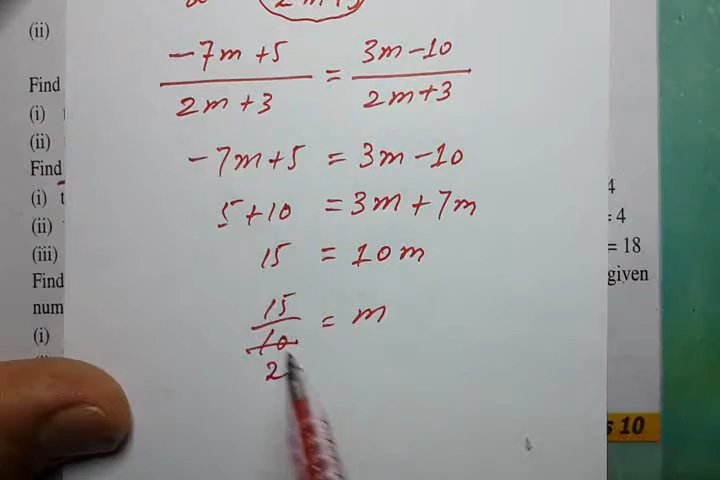 (ii)
-7m+5 / 2m+3 = 3m-10 / 2m+3
Find
(i)
(ii)
-7m+5 = 3m-10
Find
(i) t
4
5+10 = 3m+7m
(ii)
= 4
(iii)
15 = 10m
= 18
Find
given
num
15 / 10 = m
(i)
2
s 10